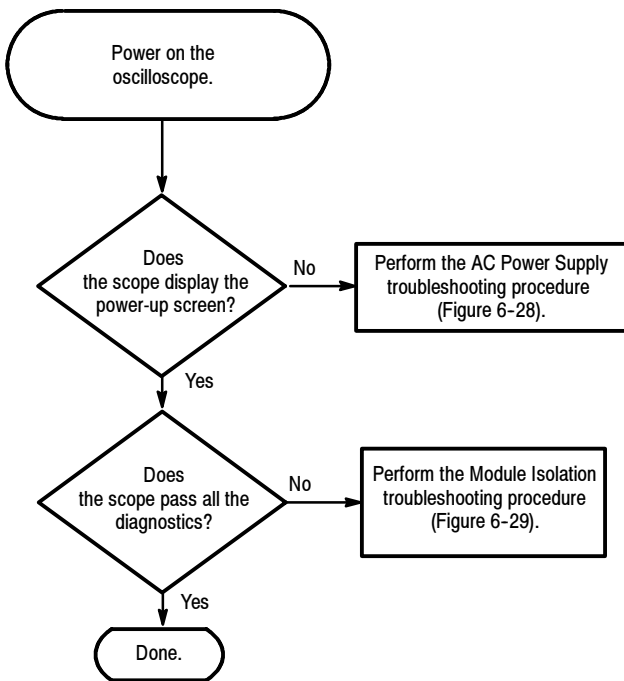 Power on the
oscilloscope.
Does
the scope display the
power-up screen?
No
Perform the AC Power Supply
troubleshooting procedure
(Figure 6-28).
Yes
Does
the scope pass all the
diagnostics?
No
Perform the Module Isolation
troubleshooting procedure
(Figure 6-29).
Yes
Done.